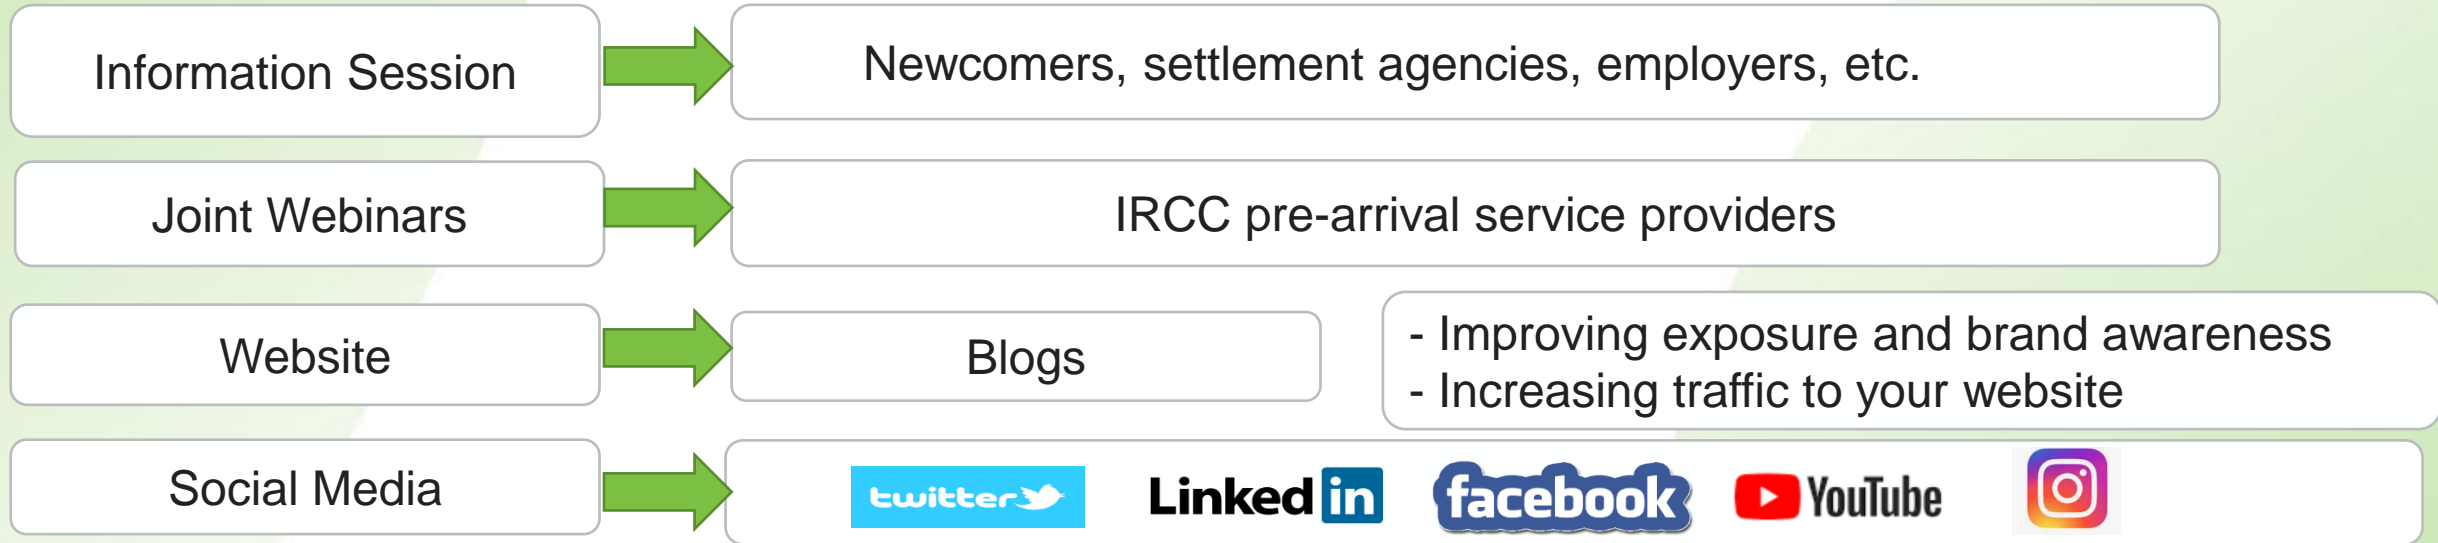 Information Session
Newcomers, settlement agencies, employers, etc.
Joint Webinars
IRCC pre-arrival service providers
Website
Blogs
- Improving exposure and brand awareness
- Increasing traffic to your website
Social Media
twitter
Linked in
facebook
YouTube